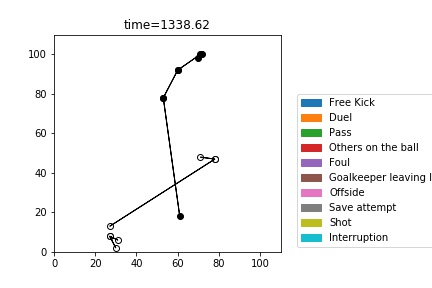 time=1338.62
100
80
60
40
20
0
0 20 40 60 80 100
Free Kick
Duel
Pass
Others on the ball
Foul
Goalkeeper leaving l
Offside
Save attempt
Shot
Interruption